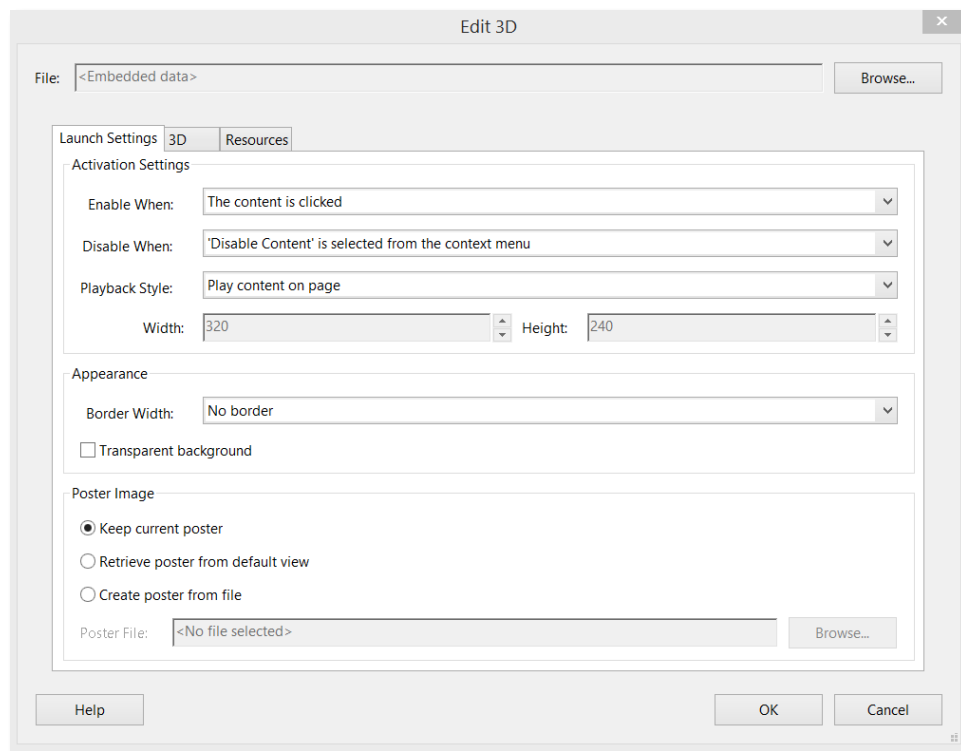 Edit 3D
File: <Embedded data> Browse...
Launch Settings 3D Resources
Activation Settings
Enable When: The content is clicked
Disable When: 'Disable Content' is selected from the context menu
Playback Style: Play content on page
Width: 320 Height: 240
Appearance
Border Width: No border
Transparent background
Poster Image
Keep current poster
Retrieve poster from default view
Create poster from file
Poster File: <No file selected> Browse...
Help OK Cancel